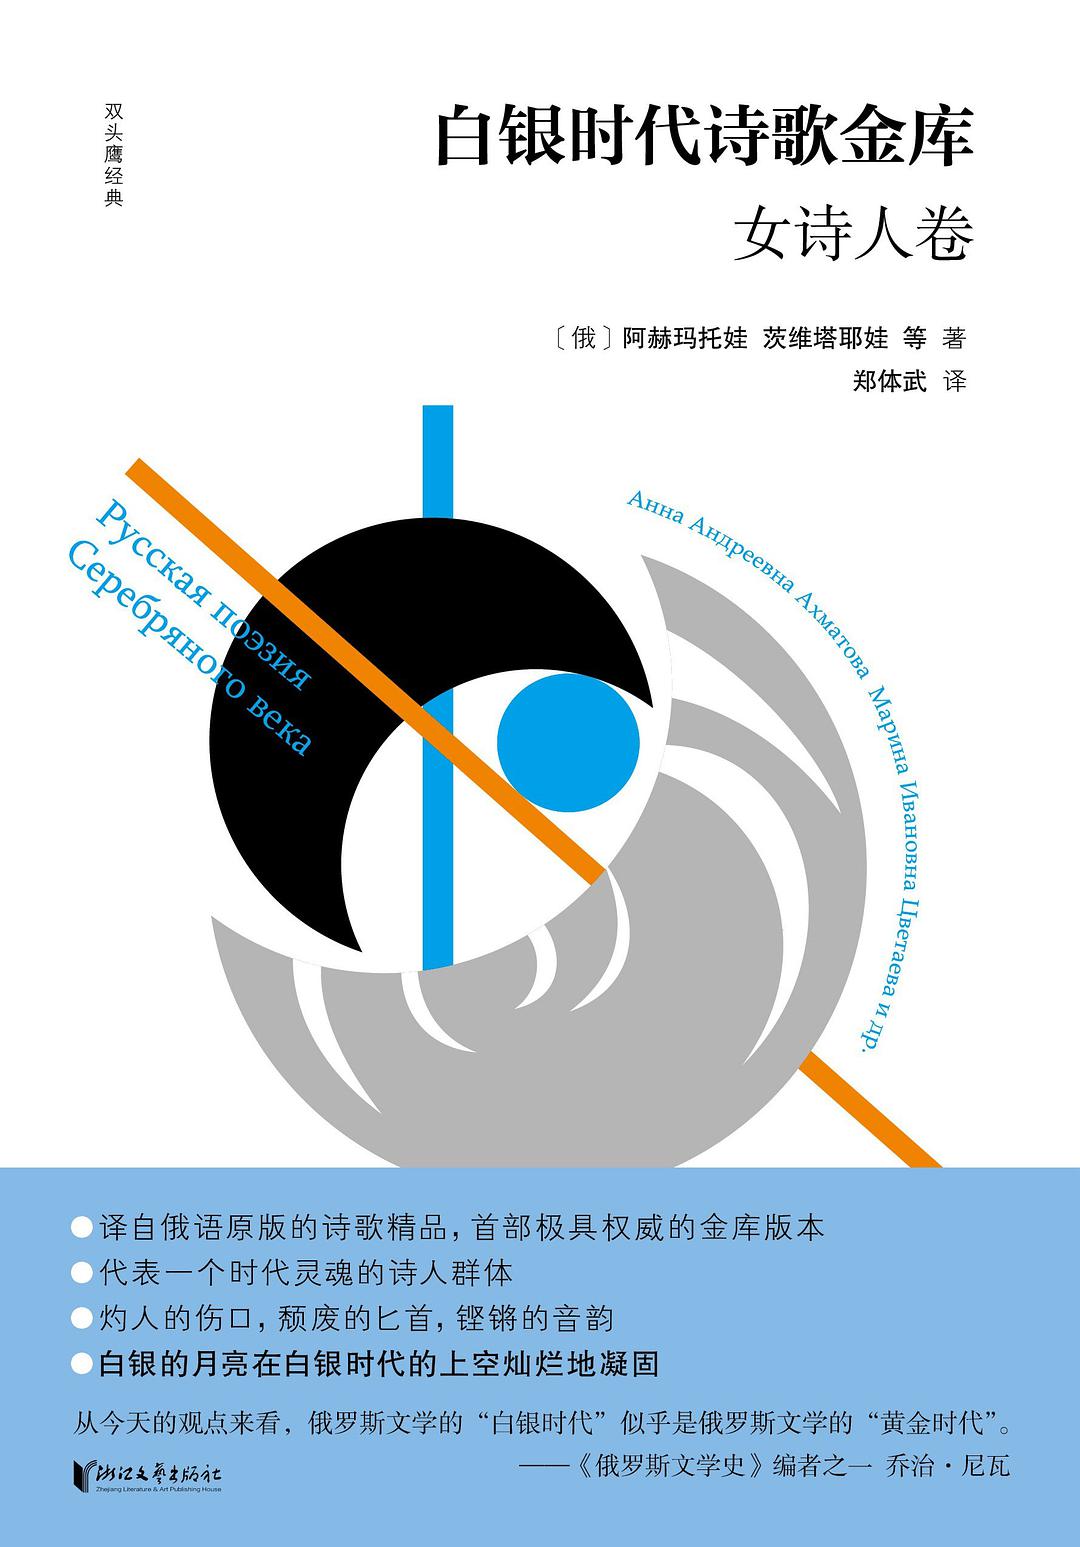 双头鹰经典
白银时代诗歌金库
女诗人卷
〔俄〕阿赫玛托娃 茨维塔耶娃 等 著
郑体武 译
Русская поэзия
Серебряного века
Анна Андреевна Ахматова Марина Ивановна Цветаева и др.
译自俄语原版的诗歌精品，首部极具权威的金库版本
代表一个时代灵魂的诗人群体
灼人的伤口，颓废的匕首，铿锵的音韵
白银的月亮在白银时代的上空灿烂地凝固
从今天的观点来看，俄罗斯文学的“白银时代”似乎是俄罗斯文学的“黄金时代”。
——《俄罗斯文学史》编者之一 乔治·尼瓦
浙江文艺出版社
Zhejiang Literature & Art Publishing House